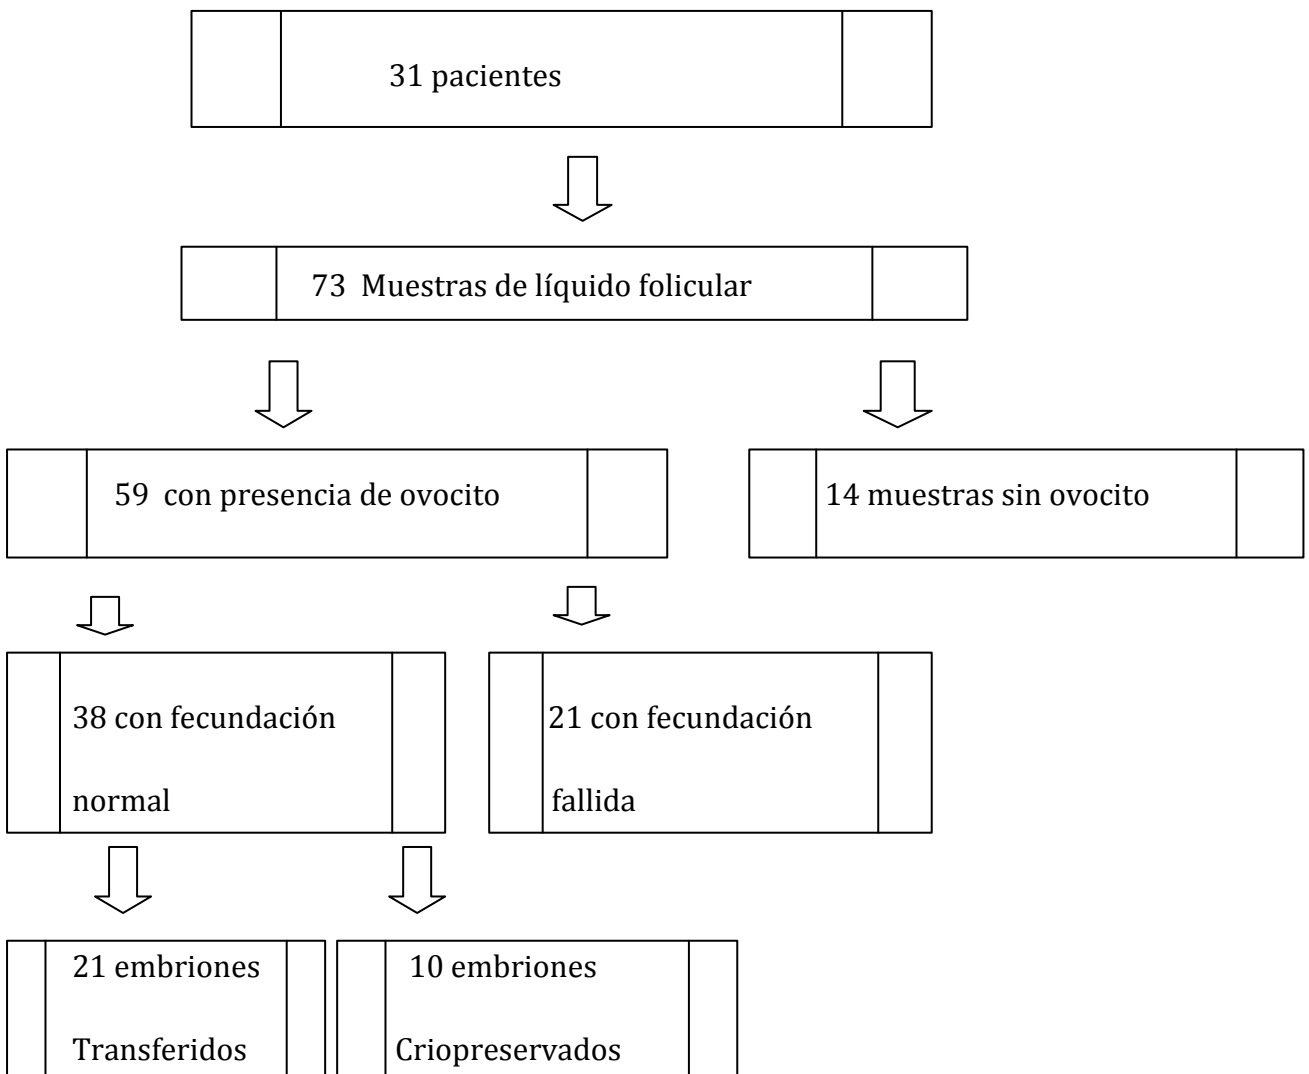 31 pacientes
73 Muestras de líquido folicular
59 con presencia de ovocito
14 muestras sin ovocito
38 con fecundación
normal
21 con fecundación
fallida
21 embriones
Transferidos
10 embriones
Criopreservados